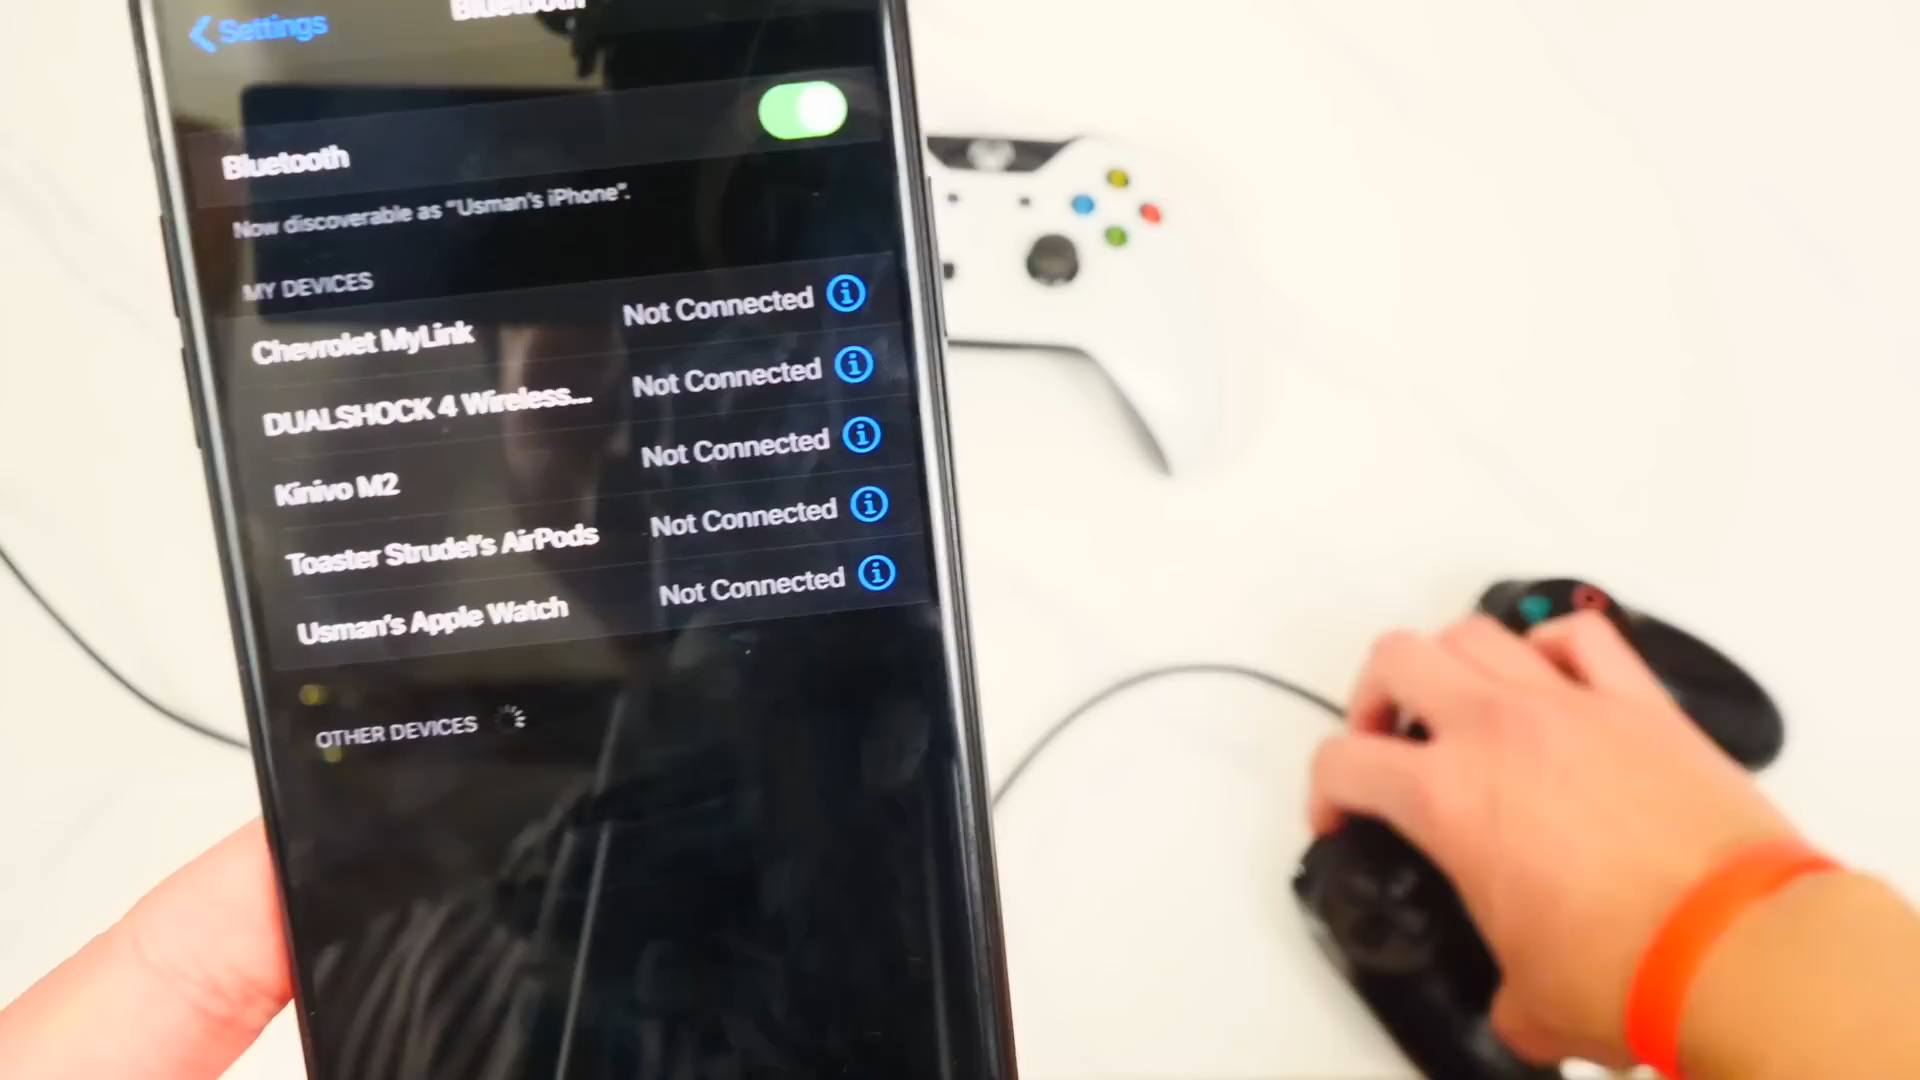 Settings
Bluetooth
Bluetooth
Now discoverable as "Usman's iPhone".
MY DEVICES
Chevrolet MyLink Not Connected
DUALSHOCK 4 Wireless... Not Connected
Kinivo M2 Not Connected
Toaster Strudel's AirPods Not Connected
Usman's Apple Watch Not Connected
OTHER DEVICES